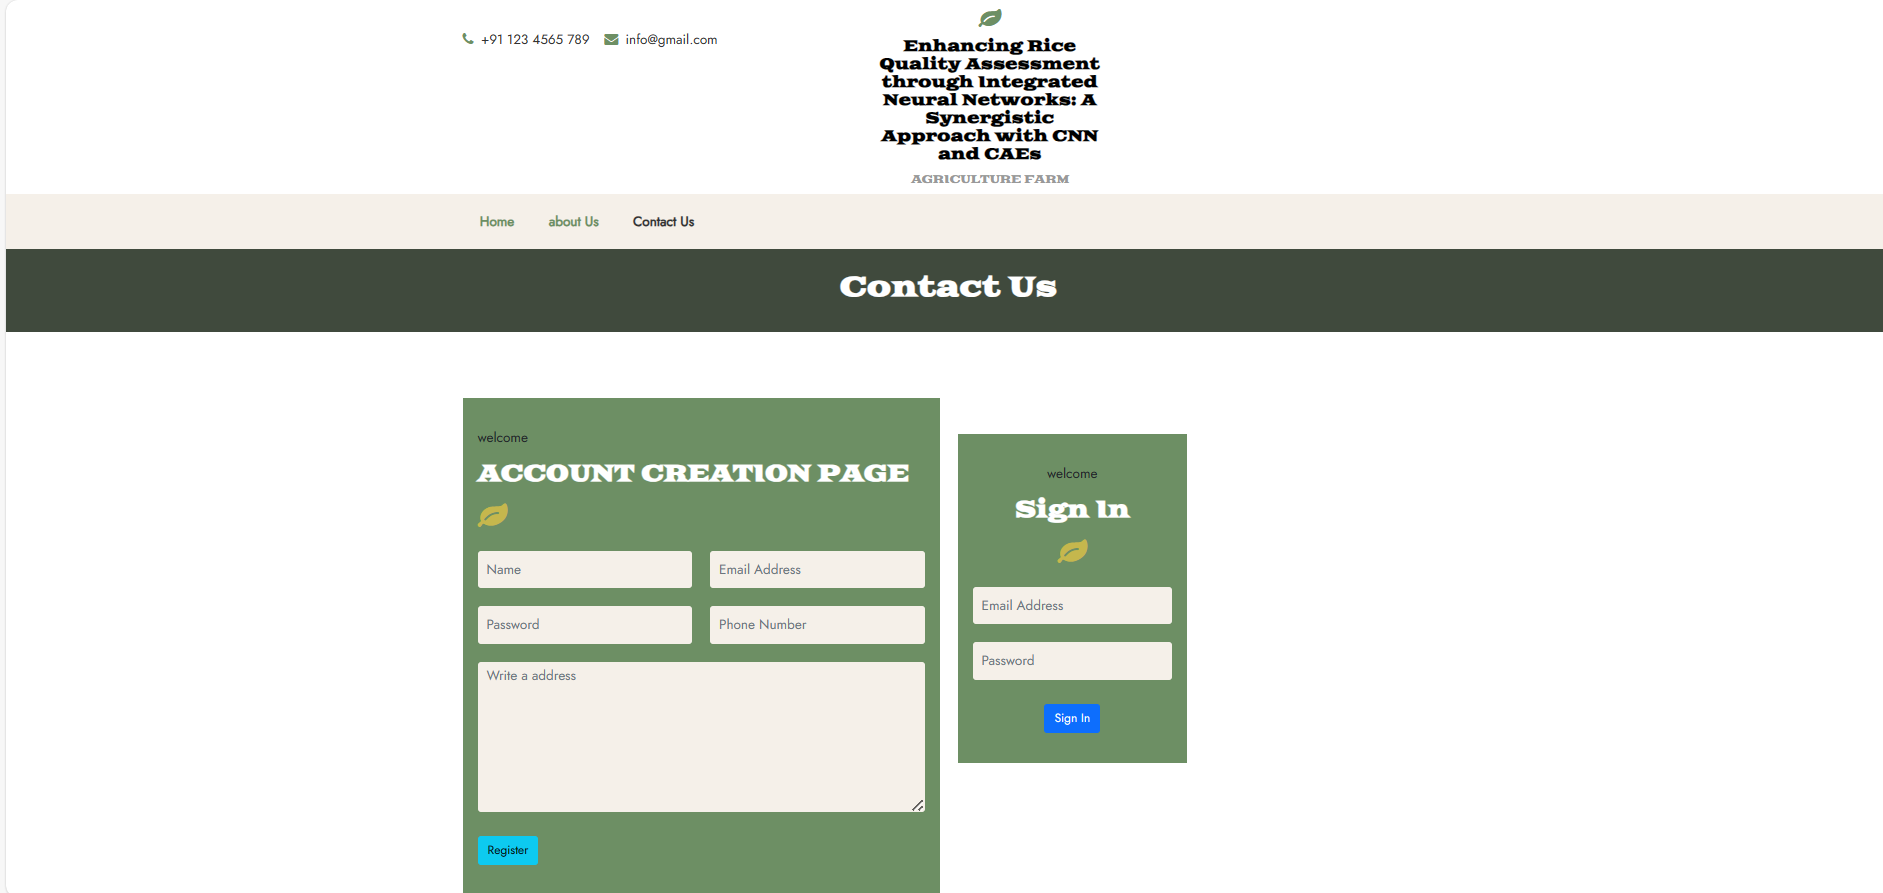 +91 123 4565 789
info@gmail.com
Enhancing Rice
Quality Assessment
through Integrated
Neural Networks: A
Synergistic
Approach with CNN
and CAEs
AGRICULTURE FARM
Home
about Us
Contact Us
Contact Us
welcome
ACCOUNT CREATION PAGE
Name
Email Address
Password
Phone Number
Write a address
Register
welcome
Sign In
Email Address
Password
Sign In